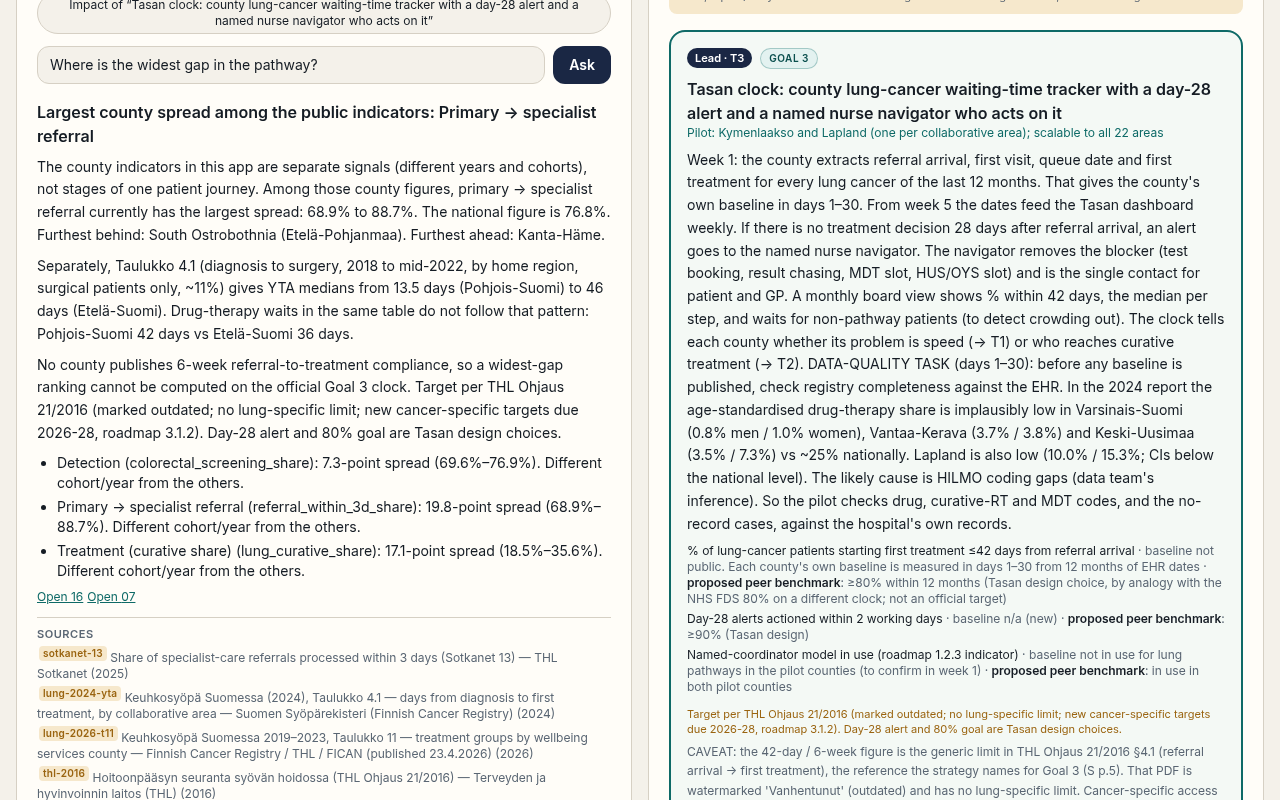 Impact of “Tasan clock: county lung-cancer waiting-time tracker with a day-28 alert and a
named nurse navigator who acts on it”
Where is the widest gap in the pathway?
Ask
Largest county spread among the public indicators: Primary → specialist
referral
The county indicators in this app are separate signals (different years and cohorts),
not stages of one patient journey. Among those county figures, primary → specialist
referral currently has the largest spread: 68.9% to 88.7%. The national figure is 76.8%.
Furthest behind: South Ostrobothnia (Etelä-Pohjanmaa). Furthest ahead: Kanta-Häme.
Separately, Taulukko 4.1 (diagnosis to surgery, 2018 to mid-2022, by home region,
surgical patients only, ~11%) gives YTA medians from 13.5 days (Pohjois-Suomi) to 46
days (Etelä-Suomi). Drug-therapy waits in the same table do not follow that pattern:
Pohjois-Suomi 42 days vs Etelä-Suomi 36 days.
No county publishes 6-week referral-to-treatment compliance, so a widest-gap
ranking cannot be computed on the official Goal 3 clock. Target per THL Ohjaus
21/2016 (marked outdated; no lung-specific limit; new cancer-specific targets due
2026-28, roadmap 3.1.2). Day-28 alert and 80% goal are Tasan design choices.
• Detection (colorectal_screening_share): 7.3-point spread (69.6%–76.9%). Different
cohort/year from the others.
• Primary → specialist referral (referral_within_3d_share): 19.8-point spread (68.9%–
88.7%). Different cohort/year from the others.
• Treatment (curative share) (lung_curative_share): 17.1-point spread (18.5%–35.6%).
Different cohort/year from the others.
Open 16 Open 07
SOURCES
sotkanet-13 Share of specialist-care referrals processed within 3 days (Sotkanet 13) — THL
Sotkanet (2025)
lung-2024-yta Keuhkosyöpä Suomessa (2024), Taulukko 4.1 — days from diagnosis to first
treatment, by collaborative area — Suomen Syöpärekisteri (Finnish Cancer Registry) (2024)
lung-2026-t11 Keuhkosyöpä Suomessa 2019–2023, Taulukko 11 — treatment groups by wellbeing
services county — Finnish Cancer Registry / THL / FICAN (published 23.4.2026) (2026)
thl-2016 Hoitoonpääsyn seuranta syövän hoidossa (THL Ohjaus 21/2016) — Terveyden ja
hyvinvoinnin laitos (THL) (2016)
Lead · T3 GOAL 3
Tasan clock: county lung-cancer waiting-time tracker with a day-28
alert and a named nurse navigator who acts on it
Pilot: Kymenlaakso and Lapland (one per collaborative area); scalable to all 22 areas
Week 1: the county extracts referral arrival, first visit, queue date and first
treatment for every lung cancer of the last 12 months. That gives the county's
own baseline in days 1–30. From week 5 the dates feed the Tasan dashboard
weekly. If there is no treatment decision 28 days after referral arrival, an alert
goes to the named nurse navigator. The navigator removes the blocker (test
booking, result chasing, MDT slot, HUS/OYS slot) and is the single contact for
patient and GP. A monthly board view shows % within 42 days, the median per
step, and waits for non-pathway patients (to detect crowding out). The clock tells
each county whether its problem is speed (→ T1) or who reaches curative
treatment (→ T2). DATA-QUALITY TASK (days 1–30): before any baseline is
published, check registry completeness against the EHR. In the 2024 report the
age-standardised drug-therapy share is implausibly low in Varsinais-Suomi
(0.8% men / 1.0% women), Vantaa-Kerava (3.7% / 3.8%) and Keski-Uusimaa
(3.5% / 7.3%) vs ~25% nationally. Lapland is also low (10.0% / 15.3%; CIs below
the national level). The likely cause is HILMO coding gaps (data team's
inference). So the pilot checks drug, curative-RT and MDT codes, and the no-
record cases, against the hospital's own records.
% of lung-cancer patients starting first treatment ≤42 days from referral arrival · baseline not
public. Each county's own baseline is measured in days 1–30 from 12 months of EHR dates ·
proposed peer benchmark: ≥80% within 12 months (Tasan design choice, by analogy with the
NHS FDS 80% on a different clock; not an official target)
Day-28 alerts actioned within 2 working days · baseline n/a (new) · proposed peer benchmark:
≥90% (Tasan design)
Named-coordinator model in use (roadmap 1.2.3 indicator) · baseline not in use for lung
pathways in the pilot counties (to confirm in week 1) · proposed peer benchmark: in use in
both pilot counties
Target per THL Ohjaus 21/2016 (marked outdated; no lung-specific limit; new cancer-specific targets
due 2026-28, roadmap 3.1.2). Day-28 alert and 80% goal are Tasan design choices.
CAVEAT: the 42-day / 6-week figure is the generic limit in THL Ohjaus 21/2016 §4.1 (referral
arrival → first treatment), the reference the strategy names for Goal 3 (S p.5). That PDF is
watermarked 'Vanhentunut' (outdated) and has no lung-specific limit. Cancer-specific access